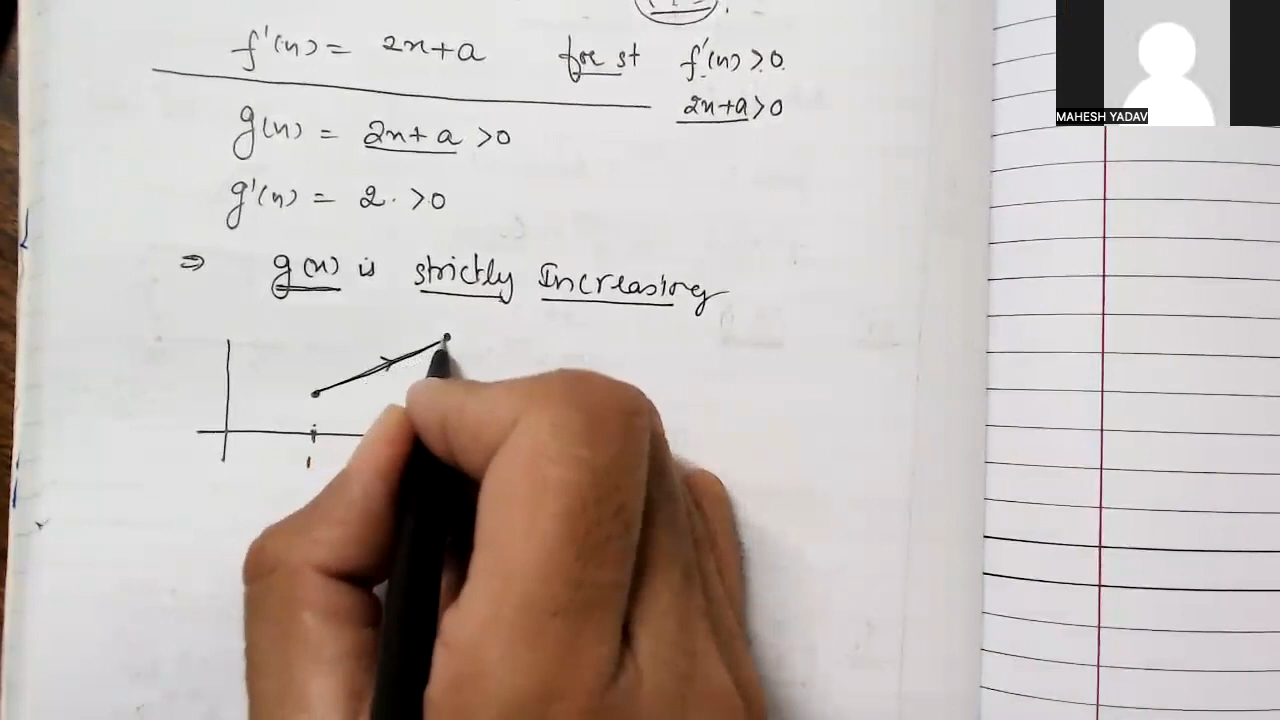 f'(x) = 2x+a for st f'(x) > 0.
2x+a > 0
g(x) = 2x+a > 0
g'(x) = 2. > 0
⇒ g(x) is strictly Increasing
1
MAHESH YADAV